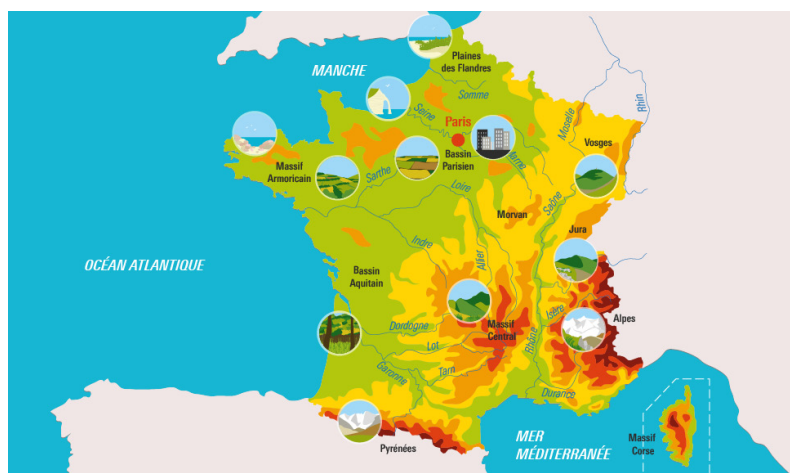 Plaines
des Flandres
MANCHE
Somme
Seine
Paris
Moselle
Rhin
Marne
Vosges
Bassin
Parisien
Massif
Armoricain
Sarthe
Loire
Saône
Morvan
Jura
Indre
Allier
OCÉAN ATLANTIQUE
Bassin
Aquitain
Isère
Alpes
Dordogne
Massif
Central
Lot
Rhône
Garonne
Tarn
Durance
MER
MÉDITERRANÉE
Massif
Corse
Pyrénées